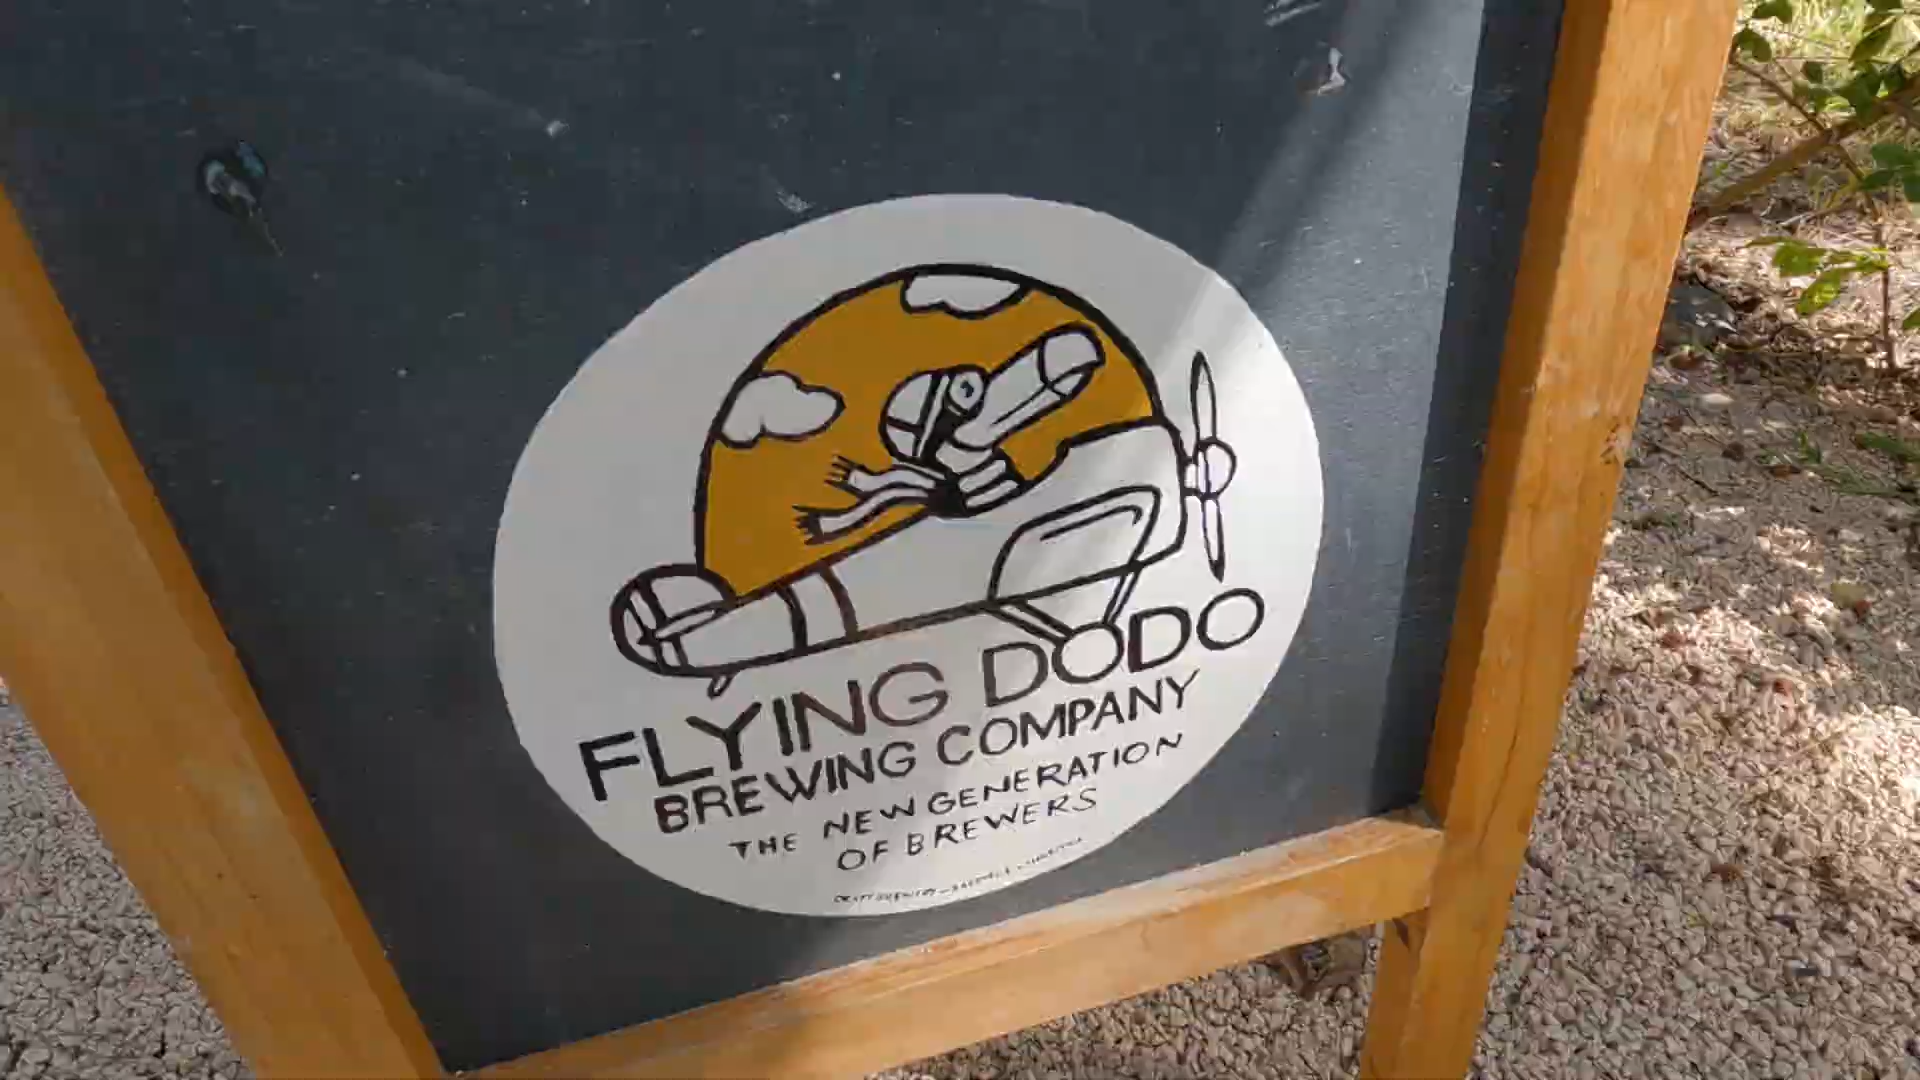 FLYING DODO
BREWING COMPANY
THE NEW GENERATION
OF BREWERS